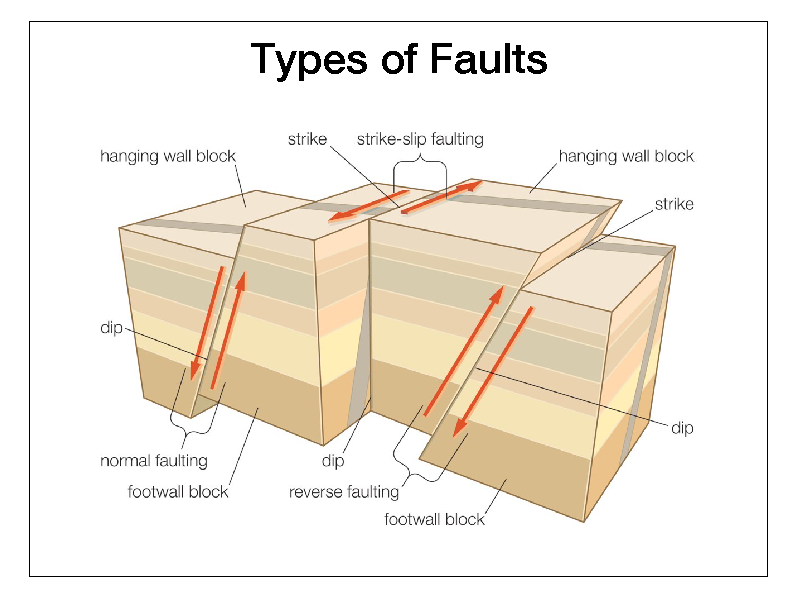 Types of Faults
strike
strike-slip faulting
hanging wall block
hanging wall block
strike
dip
dip
normal faulting
dip
footwall block
reverse faulting
footwall block